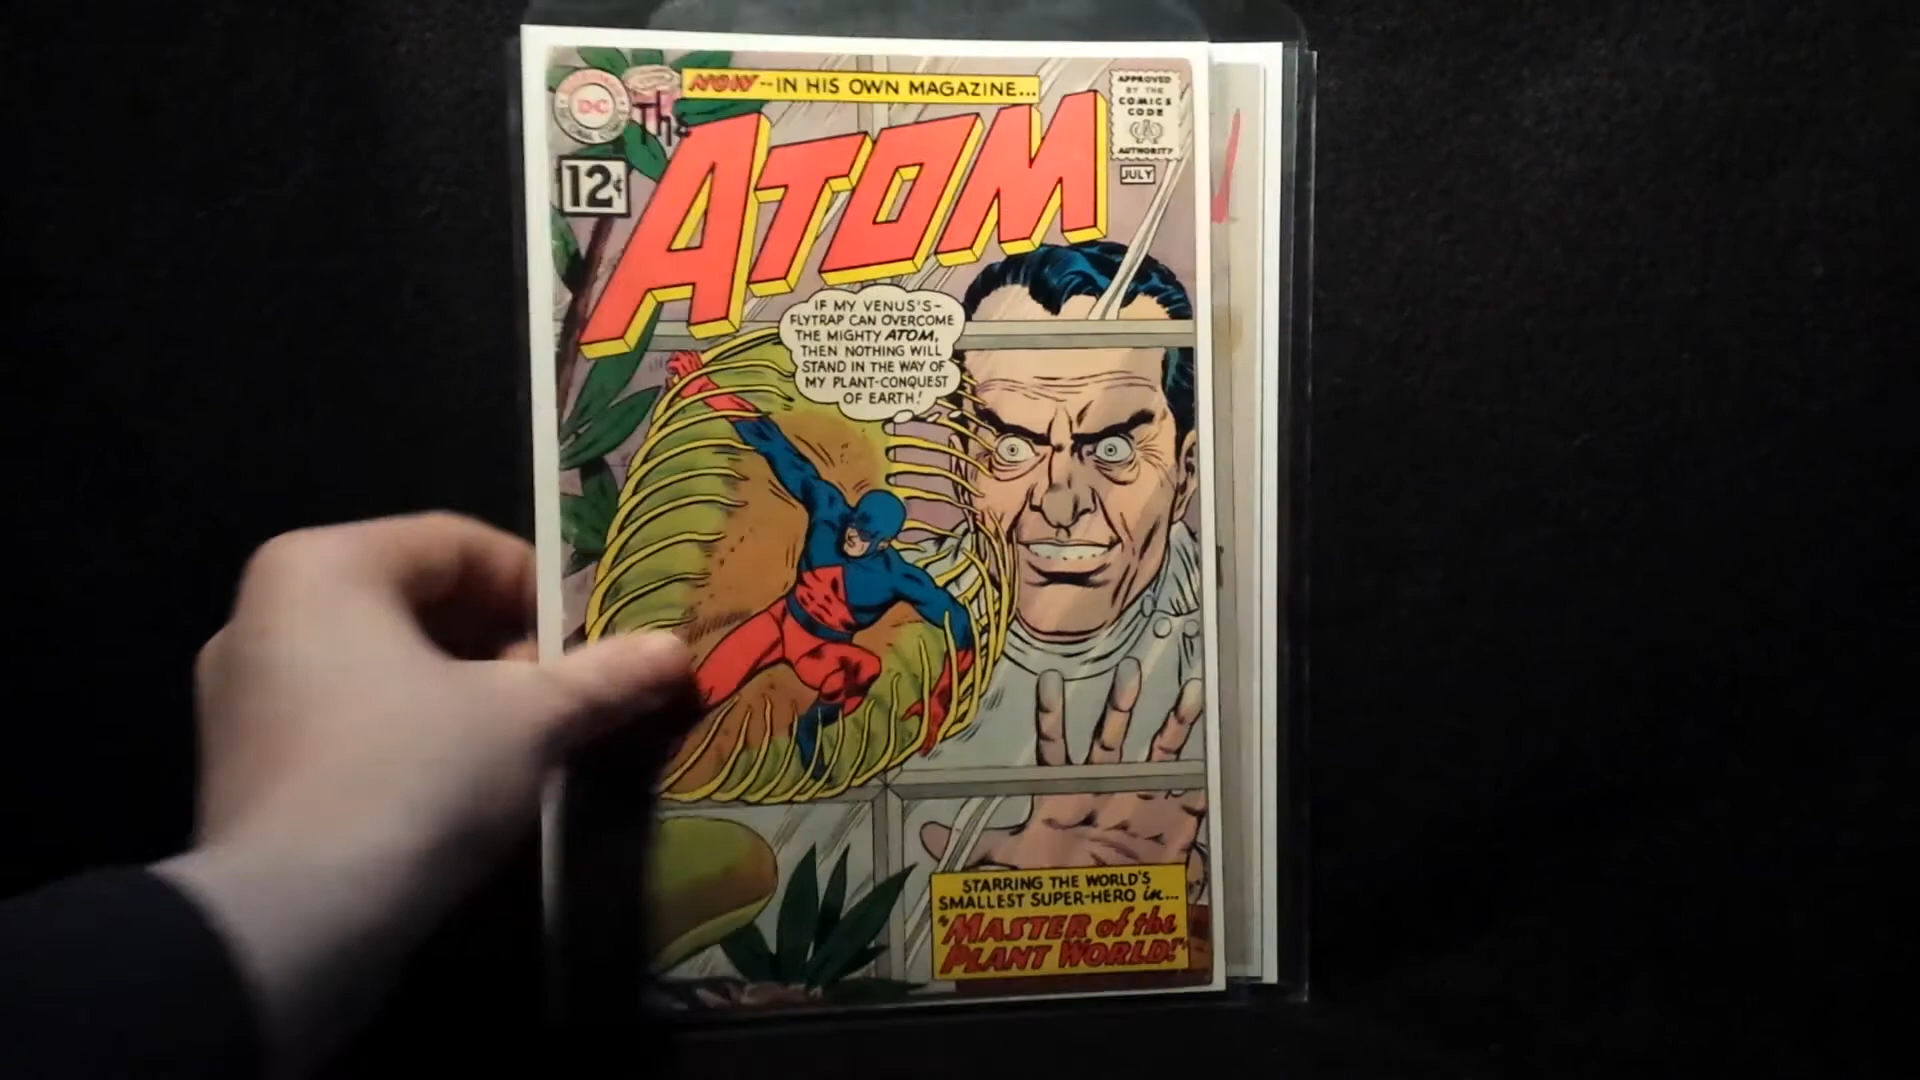 NOW--IN HIS OWN MAGAZINE...
DC
The
ATOM
12¢
APPROVED
BY THE
COMICS
CODE
AUTHORITY
JULY
IF MY VENUS'S-
FLYTRAP CAN OVERCOME
THE MIGHTY ATOM,
THEN NOTHING WILL
STAND IN THE WAY OF
MY PLANT-CONQUEST
OF EARTH!
STARRING THE WORLD'S
SMALLEST SUPER-HERO in...
"MASTER of the
PLANT WORLD!"